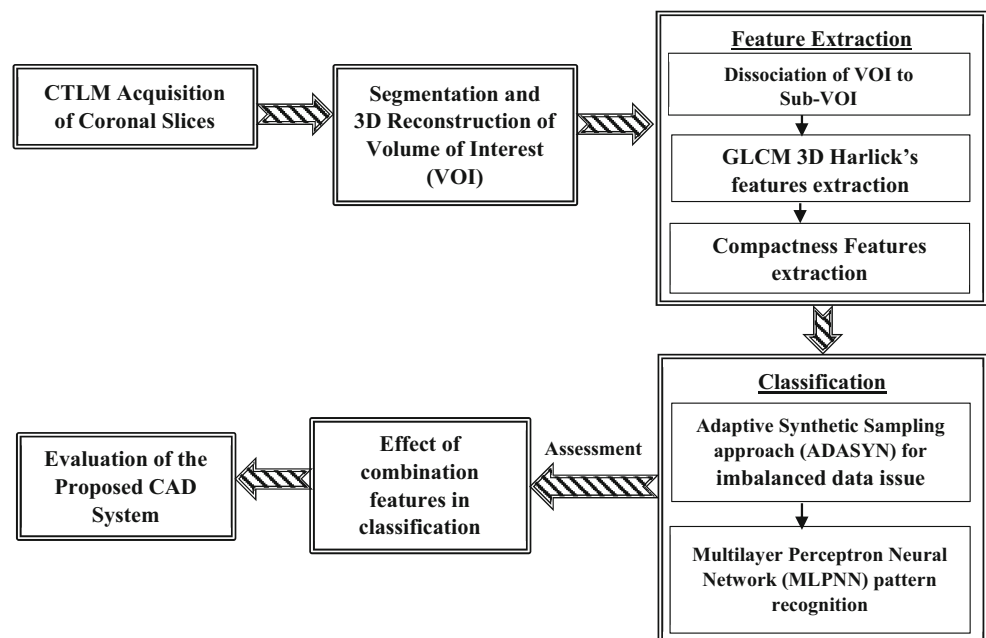 CTLM Acquisition
of Coronal Slices
Segmentation and
3D Reconstruction of
Volume of Interest
(VOI)
Feature Extraction
Dissociation of VOI to
Sub-VOI
GLCM 3D Harlick's
features extraction
Compactness Features
extraction
Classification
Adaptive Synthetic Sampling
approach (ADASYN) for
imbalanced data issue
Multilayer Perceptron Neural
Network (MLPNN) pattern
recognition
Assessment
Effect of
combination
features in
classification
Evaluation of the
Proposed CAD
System